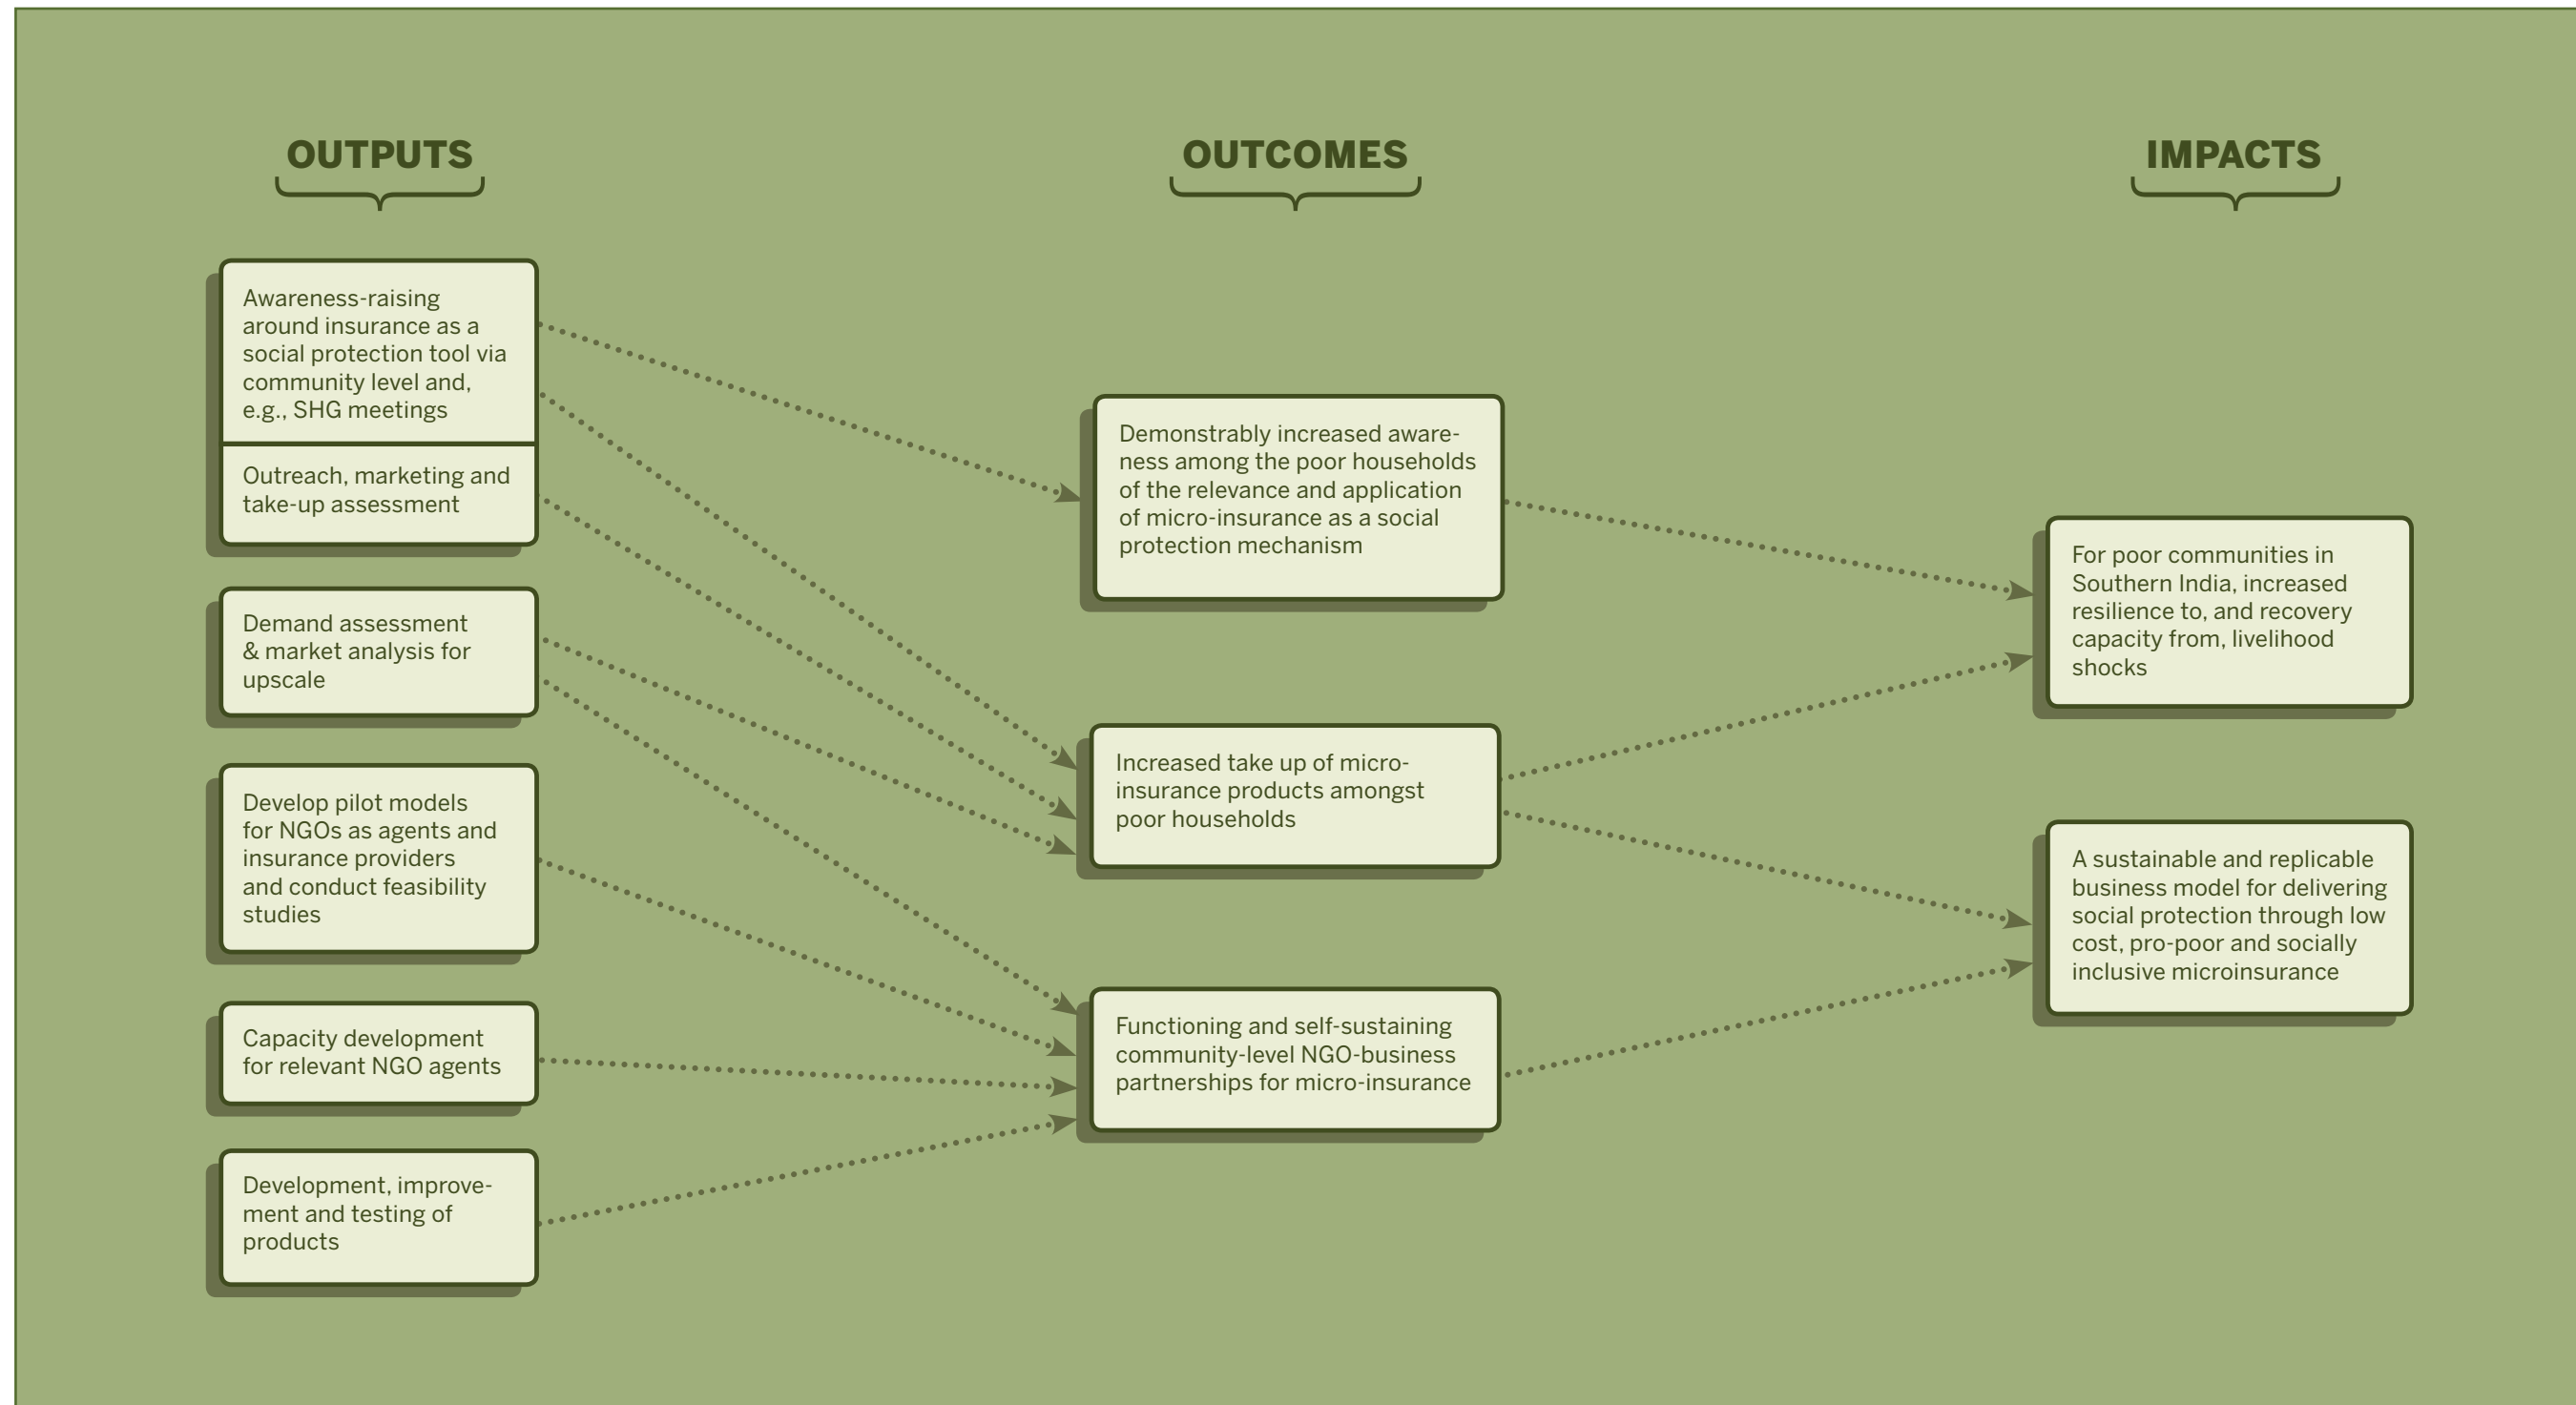 OUTPUTS
Awareness-raising
around insurance as a
social protection tool via
community level and,
e.g., SHG meetings
Outreach, marketing and
take-up assessment
Demand assessment
& market analysis for
upscale
Develop pilot models
for NGOs as agents and
insurance providers
and conduct feasibility
studies
Capacity development
for relevant NGO agents
Development, improve-
ment and testing of
products
OUTCOMES
Demonstrably increased aware-
ness among the poor households
of the relevance and application
of micro-insurance as a social
protection mechanism
Increased take up of micro-
insurance products amongst
poor households
Functioning and self-sustaining
community-level NGO-business
partnerships for micro-insurance
IMPACTS
For poor communities in
Southern India, increased
resilience to, and recovery
capacity from, livelihood
shocks
A sustainable and replicable
business model for delivering
social protection through low
cost, pro-poor and socially
inclusive microinsurance